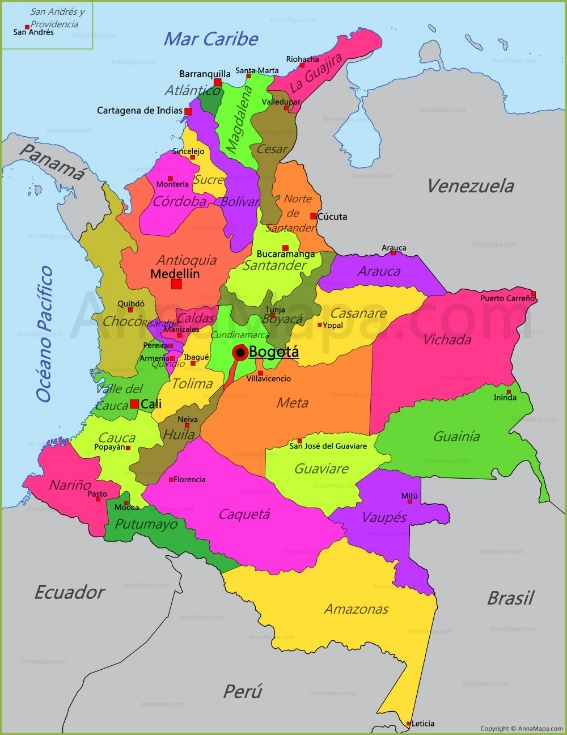 San Andrés y
Providencia
San Andrés
Mar Caribe
Riohacha
La Guajira
Santa Marta
Barranquilla
Atlántico
Valledupar
Cartagena de Indias
Magdalena
Cesar
Sincelejo
Sucre
Montería
Córdoba
Bolívar
Panamá
Venezuela
Norte
de
Santander
Cúcuta
Bucaramanga
Santander
Arauca
Arauca
Antioquia
Medellín
Puerto Carreño
Océano Pacífico
Quibdó
Chocó
Risaralda
Caldas
Manizales
Pereira
Armenia
Quindío
Tunja
Boyacá
Casanare
Yopal
Cundinamarca
Vichada
Bogotá
Ibagué
Tolima
Villavicencio
Meta
Valle del
Cauca
Cali
Inírida
Guainía
Neiva
Huila
Cauca
Popayán
San José del Guaviare
Guaviare
Nariño
Pasto
Florencia
Mocoa
Putumayo
Caquetá
Mitú
Vaupés
Ecuador
Amazonas
Brasil
Perú
Leticia
AnnaMapa.com
Copyright © AnnaMapa.com